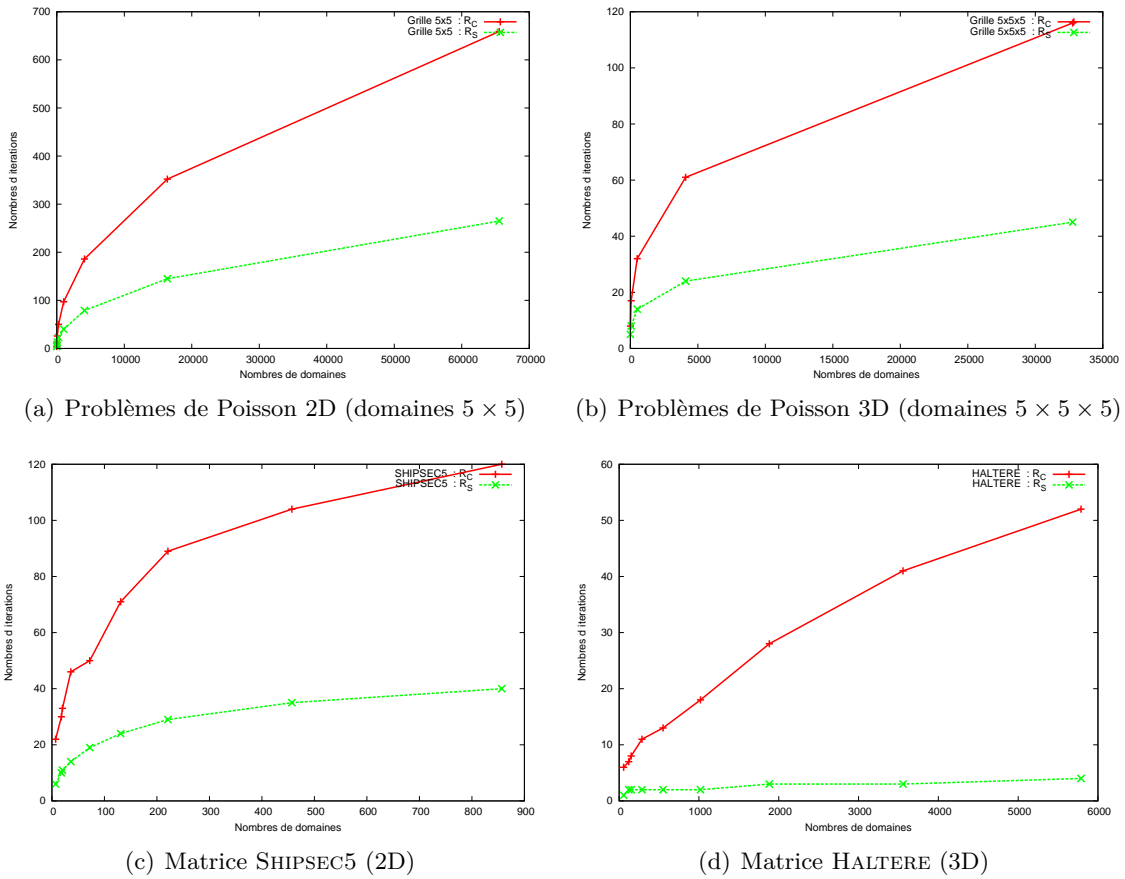 700
600
500
400
300
200
100
0
0 10000 20000 30000 40000 50000 60000 70000
Nombres d iterations
Nombres de domaines
Grille 5x5 : R_C
Grille 5x5 : R_S
(a) Problèmes de Poisson 2D (domaines 5 × 5)
120
100
80
60
40
20
0
0 5000 10000 15000 20000 25000 30000 35000
Nombres d iterations
Nombres de domaines
Grille 5x5x5 : R_C
Grille 5x5x5 : R_S
(b) Problèmes de Poisson 3D (domaines 5 × 5 × 5)
120
100
80
60
40
20
0
0 100 200 300 400 500 600 700 800 900
Nombres d iterations
Nombres de domaines
SHIPSEC5 : R_C
SHIPSEC5 : R_S
(c) Matrice SHIPSEC5 (2D)
60
50
40
30
20
10
0
0 1000 2000 3000 4000 5000 6000
Nombres d iterations
Nombres de domaines
HALTERE : R_C
HALTERE : R_S
(d) Matrice HALTERE (3D)